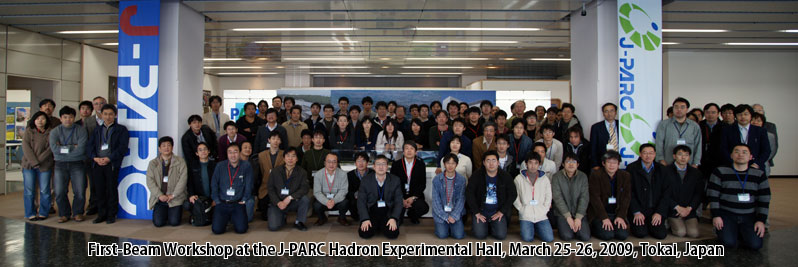 J-PARC
J-PARC
First-Beam Workshop at the J-PARC Hadron Experimental Hall, March 25-26, 2009, Tokai, Japan